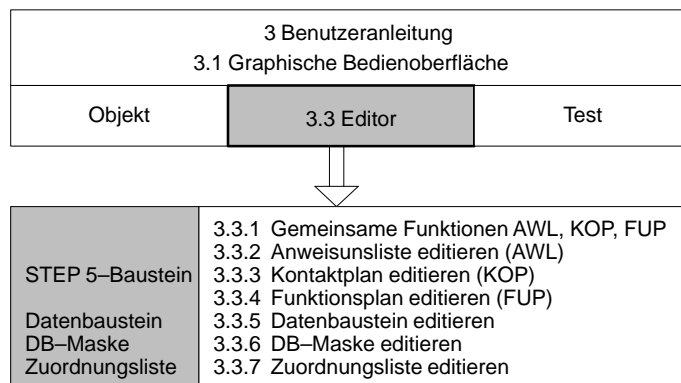 3 Benutzeranleitung
3.1 Graphische Bedienoberfläche
Objekt
3.3 Editor
Test
3.3.1 Gemeinsame Funktionen AWL, KOP, FUP
3.3.2 Anweisunsliste editieren (AWL)
STEP 5–Baustein 3.3.3 Kontaktplan editieren (KOP)
3.3.4 Funktionsplan editieren (FUP)
Datenbaustein 3.3.5 Datenbaustein editieren
DB–Maske 3.3.6 DB–Maske editieren
Zuordnungsliste 3.3.7 Zuordnungsliste editieren